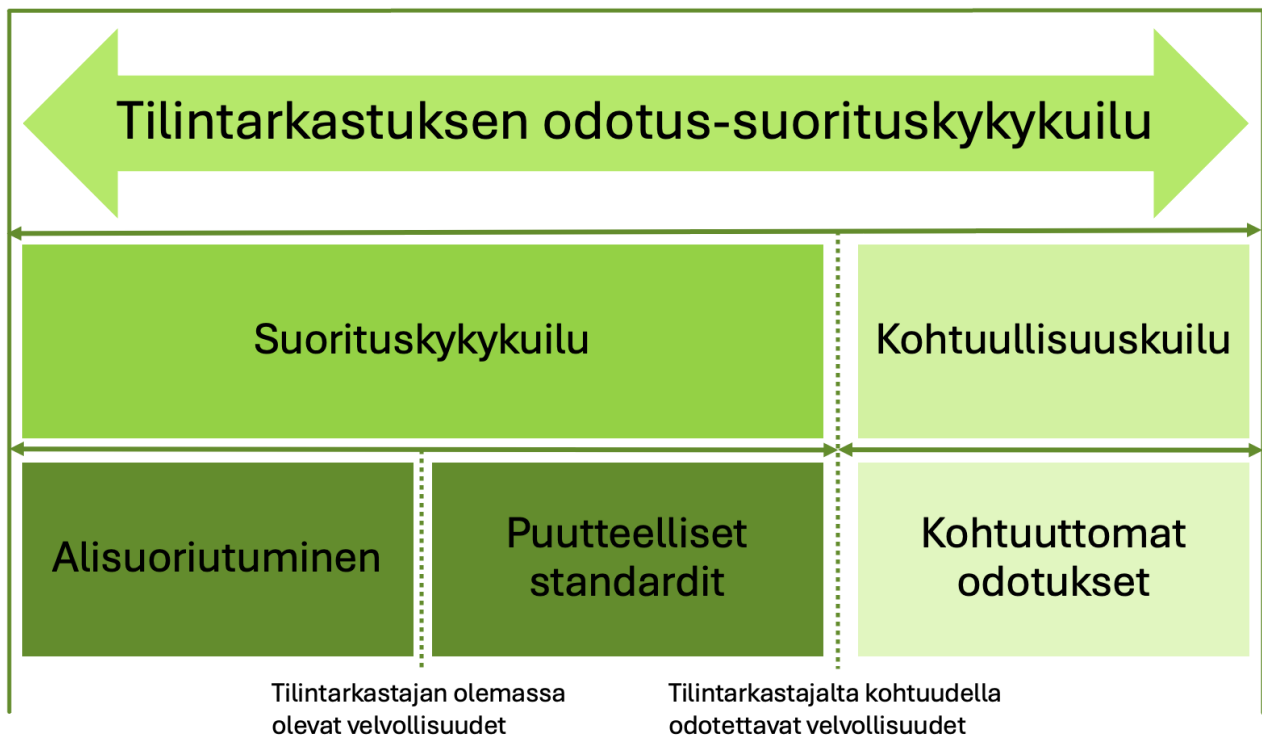 Tilintarkastuksen odotus-suorituskykykuilu
Suorituskykykuilu
Kohtuullisuuskuilu
Alisuoriutuminen
Puutteelliset
standardit
Kohtuuttomat
odotukset
Tilintarkastajan olemassa
olevat velvollisuudet
Tilintarkastajalta kohtuudella
odotettavat velvollisuudet